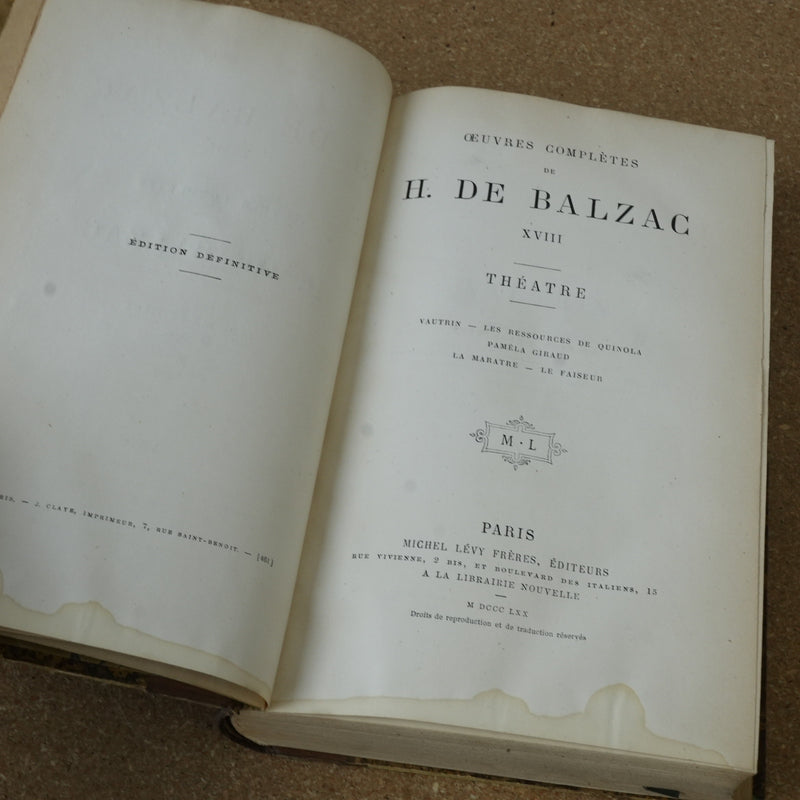 ÉDITION DÉFINITIVE
— J. CLAYE, IMPRIMEUR, 7, RUE SAINT-BENOIT. — [461]
ŒUVRES COMPLÈTES
DE
H. DE BALZAC
XVIII
THÉATRE
VAUTRIN — LES RESSOURCES DE QUINOLA
PAMÉLA GIRAUD
LA MARATRE — LE FAISEUR
M·L
PARIS
MICHEL LÉVY FRÈRES, ÉDITEURS
RUE VIVIENNE, 2 BIS, ET BOULEVARD DES ITALIENS, 15
A LA LIBRAIRIE NOUVELLE
M DCCC LXX
Droits de reproduction et de traduction réservés